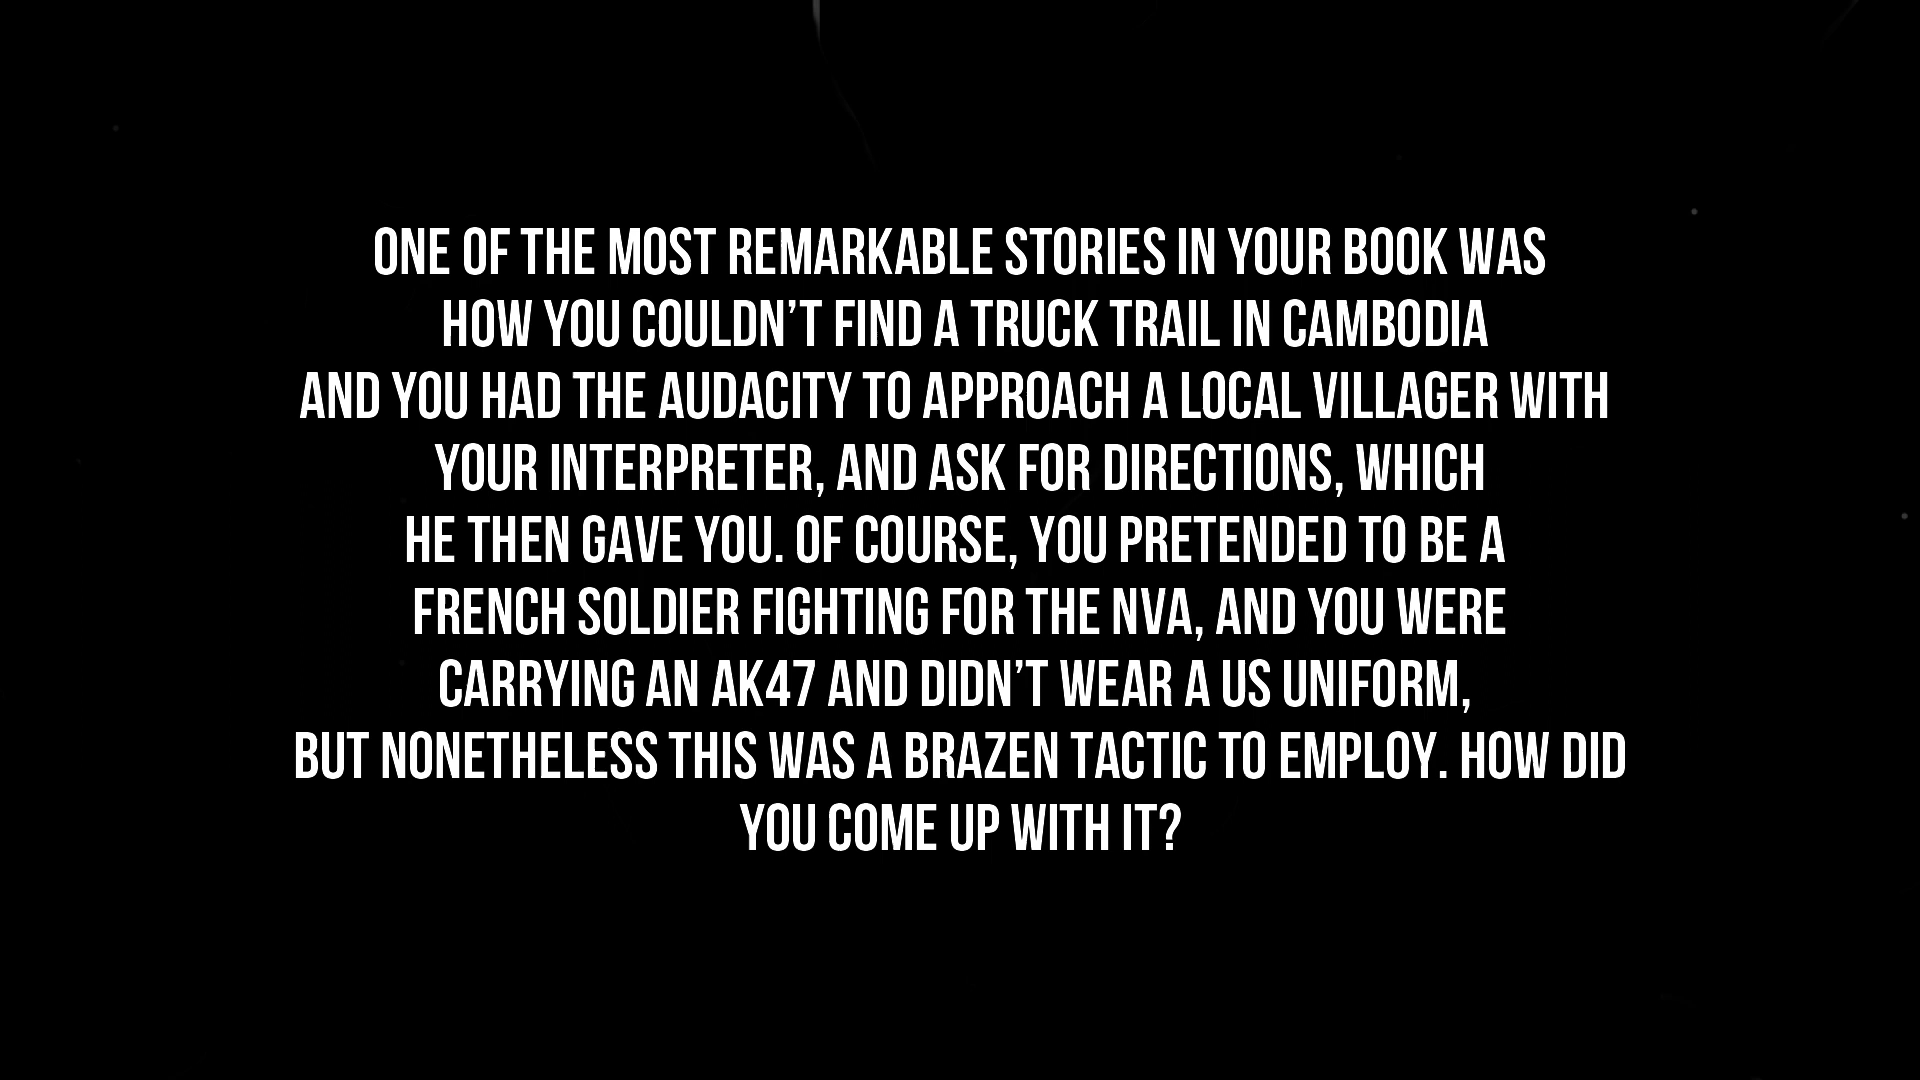 ONE OF THE MOST REMARKABLE STORIES IN YOUR BOOK WAS
HOW YOU COULDN’T FIND A TRUCK TRAIL IN CAMBODIA
AND YOU HAD THE AUDACITY TO APPROACH A LOCAL VILLAGER WITH
YOUR INTERPRETER, AND ASK FOR DIRECTIONS, WHICH
HE THEN GAVE YOU. OF COURSE, YOU PRETENDED TO BE A
FRENCH SOLDIER FIGHTING FOR THE NVA, AND YOU WERE
CARRYING AN AK47 AND DIDN’T WEAR A US UNIFORM,
BUT NONETHELESS THIS WAS A BRAZEN TACTIC TO EMPLOY. HOW DID
YOU COME UP WITH IT?